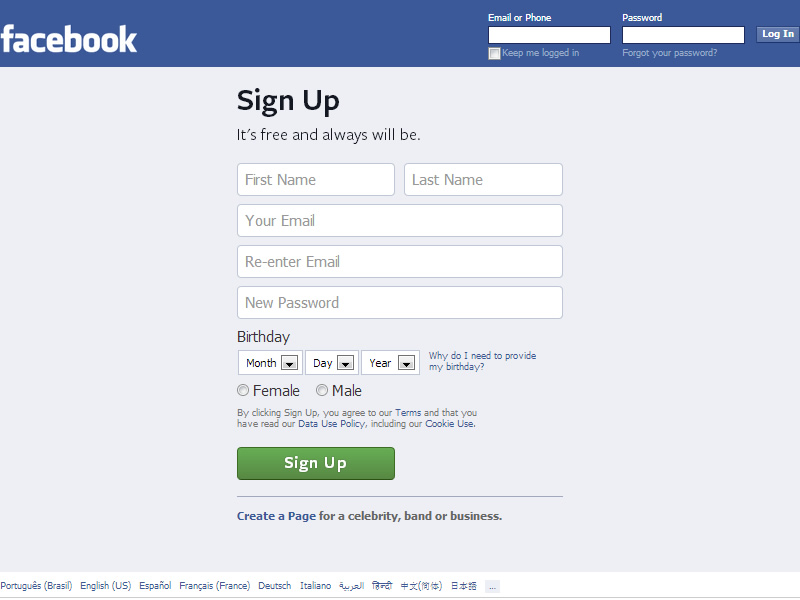 facebook
Email or Phone
Password
Log In
Keep me logged in
Forgot your password?
Sign Up
It's free and always will be.
First Name
Last Name
Your Email
Re-enter Email
New Password
Birthday
Month
Day
Year
Why do I need to provide
my birthday?
Female
Male
By clicking Sign Up, you agree to our Terms and that you
have read our Data Use Policy, including our Cookie Use.
Sign Up
Create a Page for a celebrity, band or business.
Português (Brasil) English (US) Español Français (France) Deutsch Italiano العربية हिन्दी 中文(简体) 日本語 ...